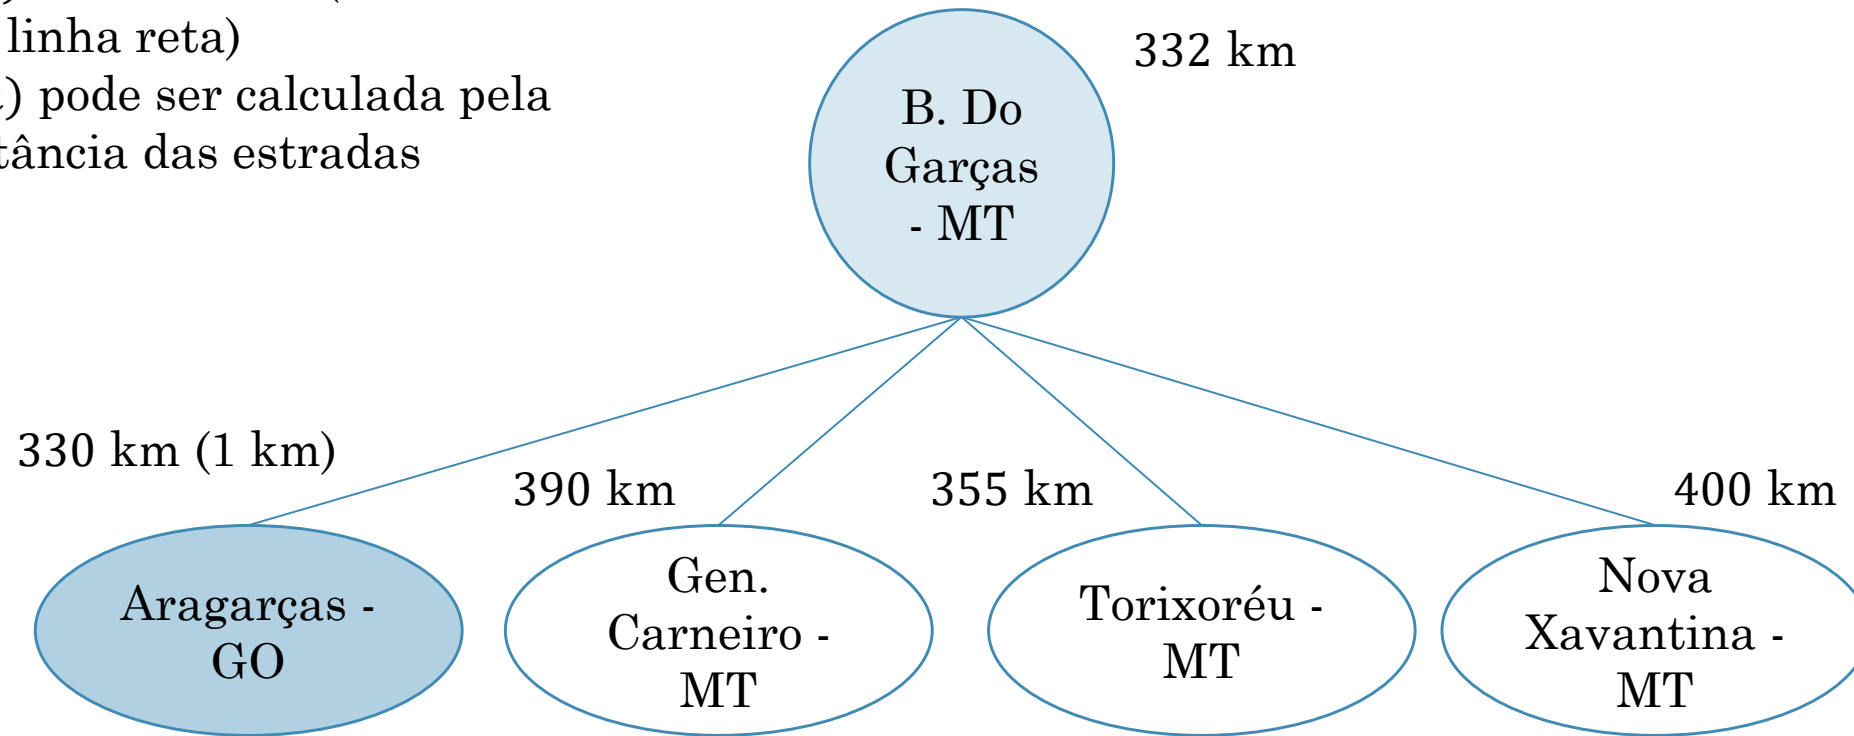 linha reta)
) pode ser calculada pela
tância das estradas
332 km
B. Do
Garças
- MT
330 km (1 km)
390 km
355 km
400 km
Aragarças -
GO
Gen.
Carneiro -
MT
Torixoréu -
MT
Nova
Xavantina -
MT